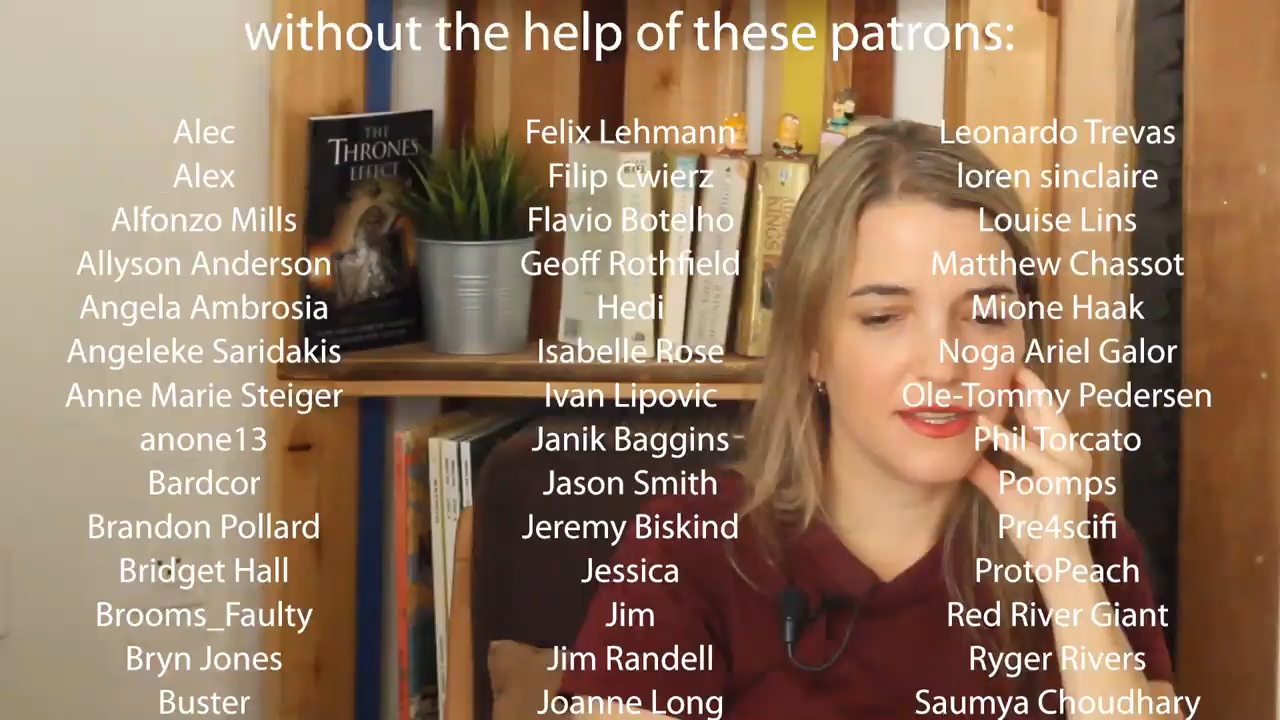 without the help of these patrons:
Alec
Alex
Alfonzo Mills
Allyson Anderson
Angela Ambrosia
Angeleke Saridakis
Anne Marie Steiger
anone13
Bardcor
Brandon Pollard
Bridget Hall
Brooms_Faulty
Bryn Jones
Buster
Felix Lehmann
Filip Cwierz
Flavio Botelho
Geoff Rothfield
Hedi
Isabelle Rose
Ivan Lipovic
Janik Baggins
Jason Smith
Jeremy Biskind
Jessica
Jim
Jim Randell
Joanne Long
Leonardo Trevas
loren sinclaire
Louise Lins
Matthew Chassot
Mione Haak
Noga Ariel Galor
Ole-Tommy Pedersen
Phil Torcato
Poomps
Pre4scifi
ProtoPeach
Red River Giant
Ryger Rivers
Saumya Choudhary
THE
THRONES
EFFECT
KINGS